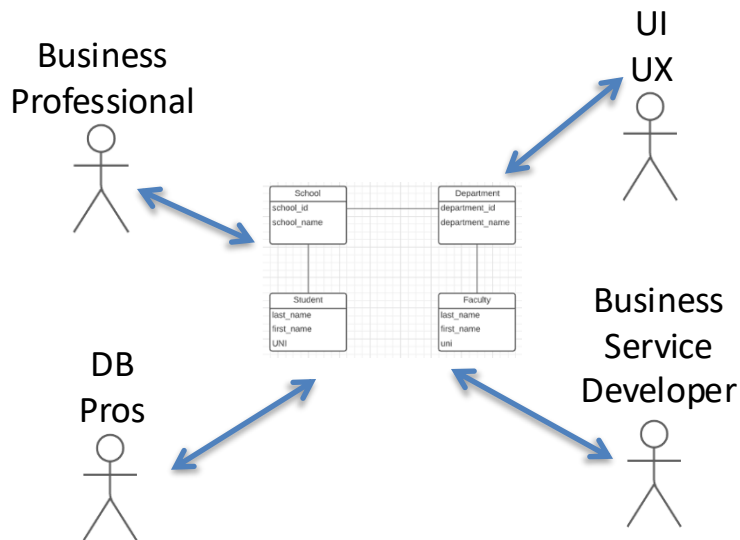 Business
Professional
UI
UX
School
school_id
school_name
Department
department_id
department_name
Student
last_name
first_name
UNI
Faculty
last_name
first_name
uni
DB
Pros
Business
Service
Developer